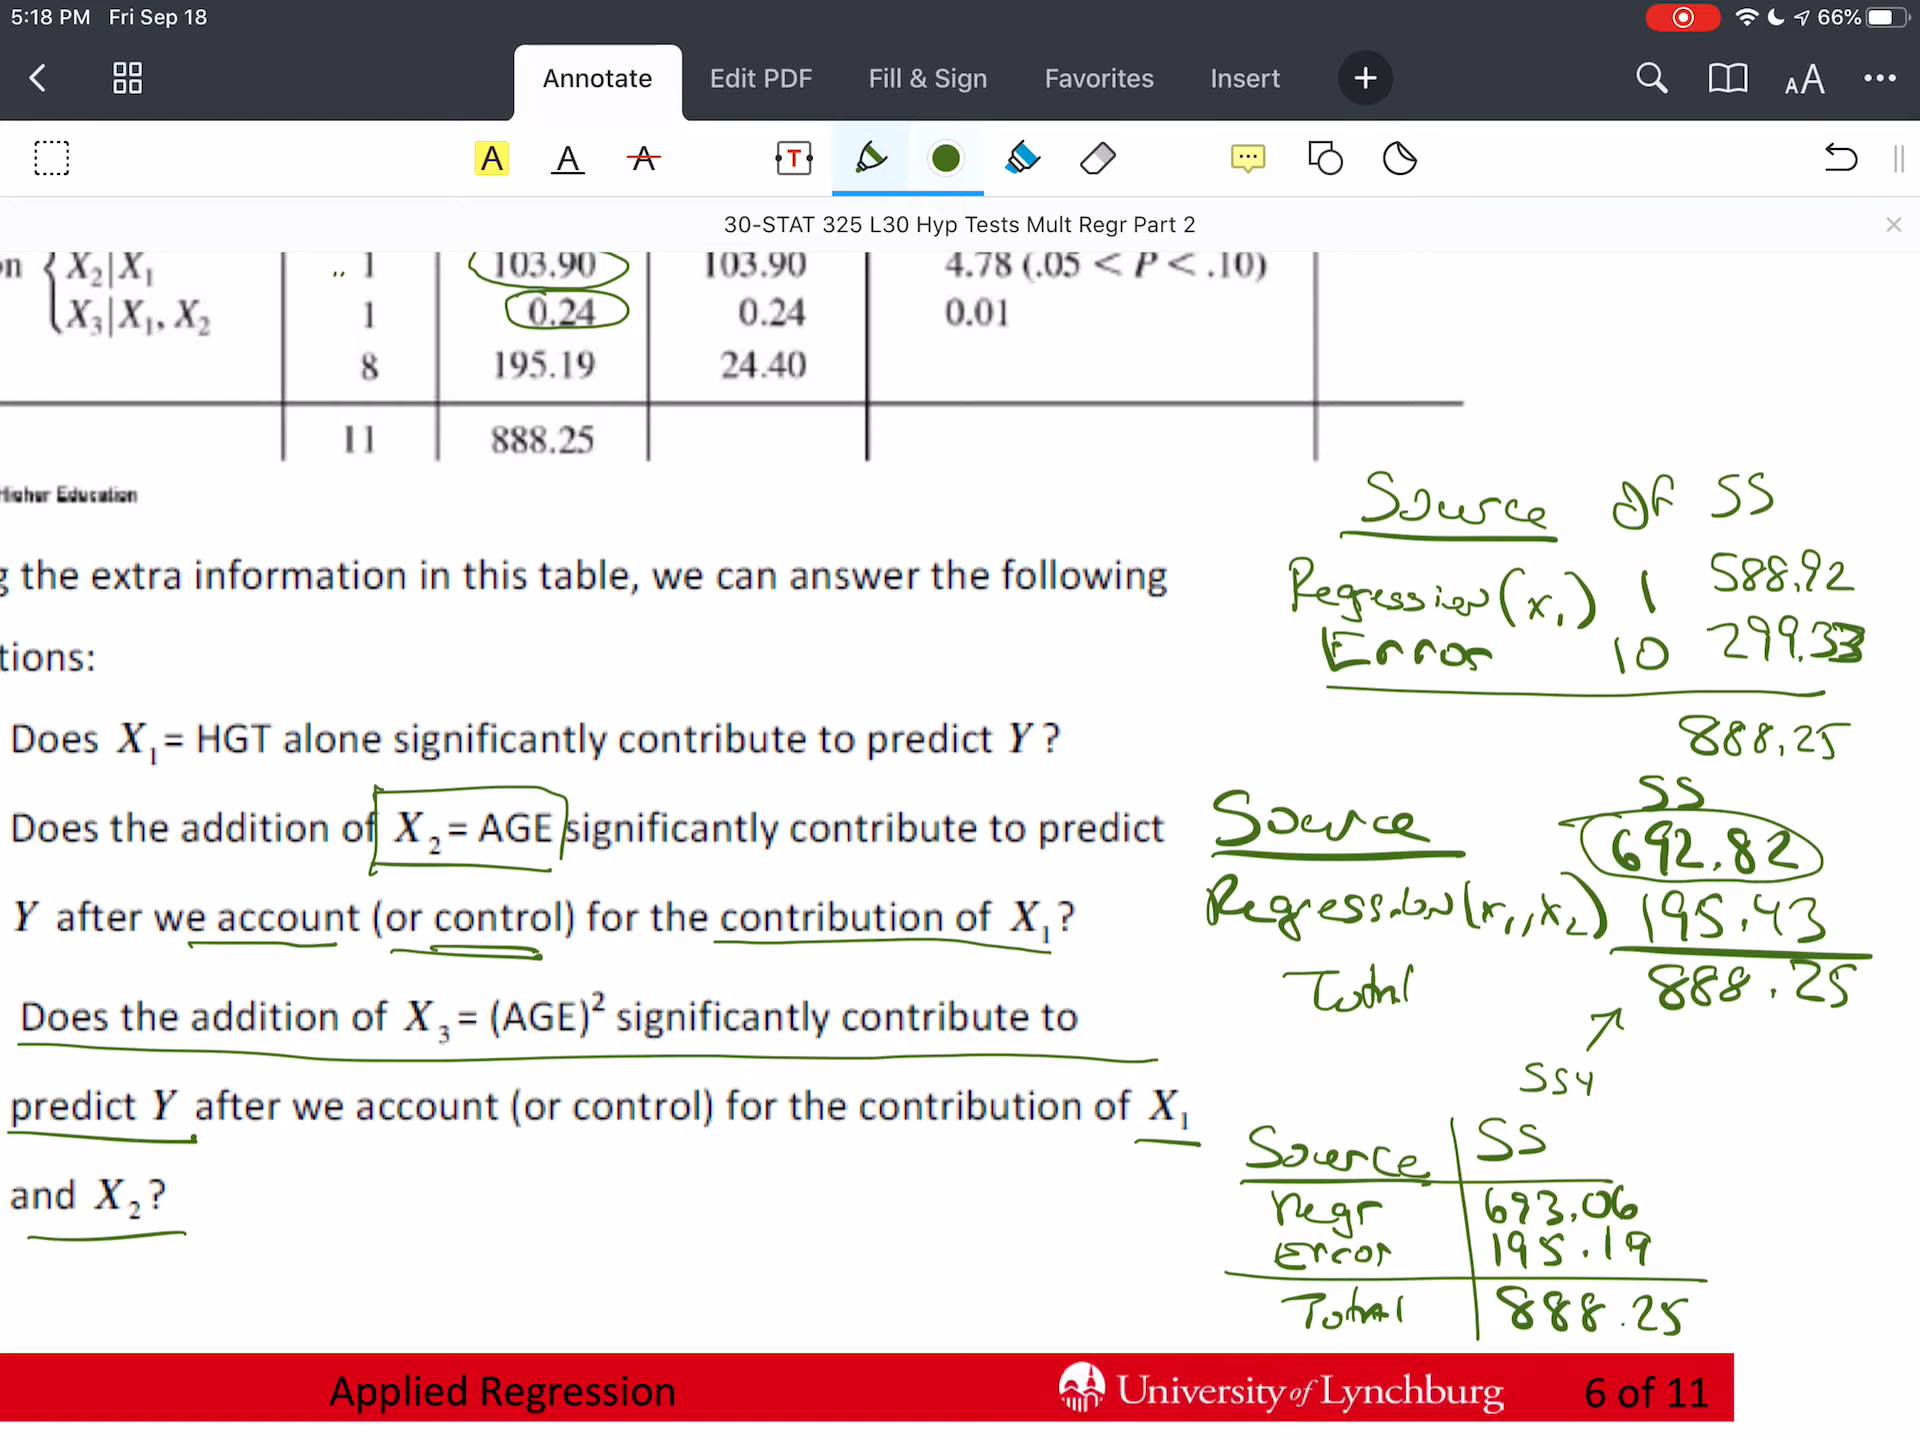 5:18 PM Fri Sep 18
66%
Annotate Edit PDF Fill & Sign Favorites Insert
30-STAT 325 L30 Hyp Tests Mult Regr Part 2
on X₂|X₁ 1 103.90 103.90 4.78 (.05 < P < .10)
X₃|X₁, X₂ 1 0.24 0.24 0.01
8 195.19 24.40
11 888.25
Higher Education
g the extra information in this table, we can answer the following
tions:
Does X₁= HGT alone significantly contribute to predict Y?
Does the addition of X₂= AGE significantly contribute to predict
Y after we account (or control) for the contribution of X₁?
Does the addition of X₃= (AGE)² significantly contribute to
predict Y after we account (or control) for the contribution of X₁
and X₂?
Source df SS
Regression(x₁) 1 588.92
Error 10 299.33
888.25
Source SS
692.82
Regression(x₁,x₂) 195.43
Total 888.25
SSY
Source SS
Regr 693.06
Error 195.19
Total 888.25
Applied Regression
University of Lynchburg
6 of 11